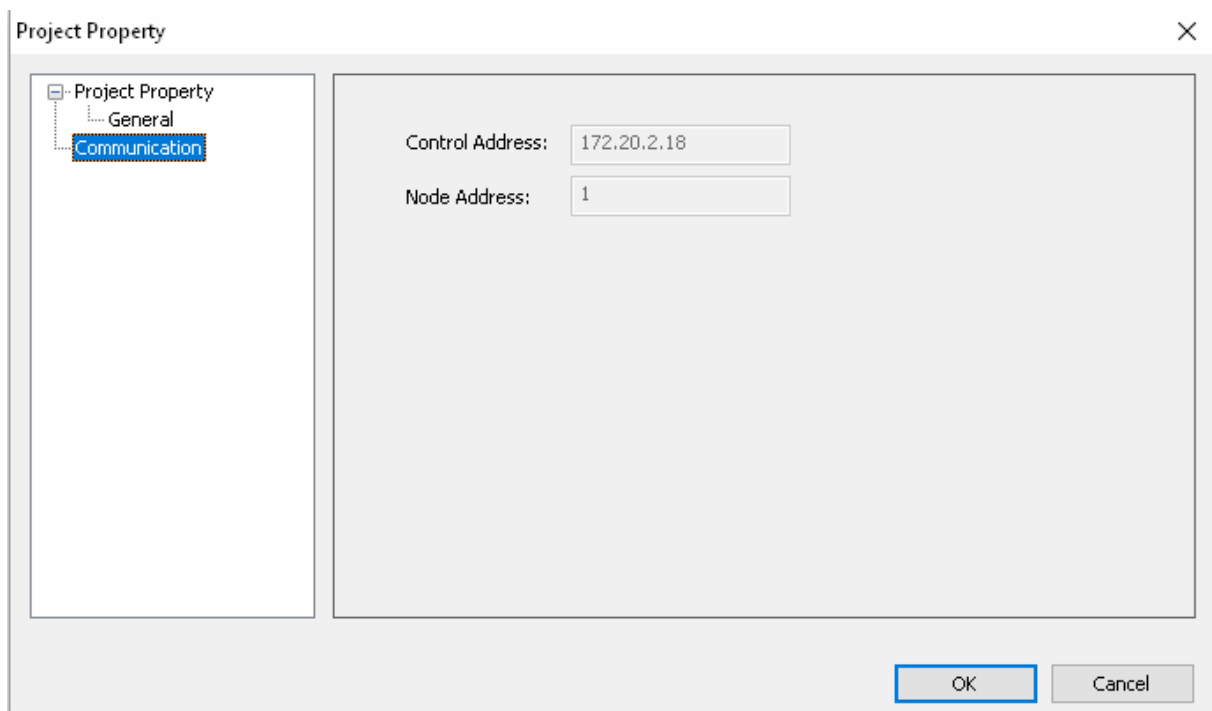 Project Property
Project Property
General
Communication
Control Address: 172.20.2.18
Node Address: 1
OK Cancel